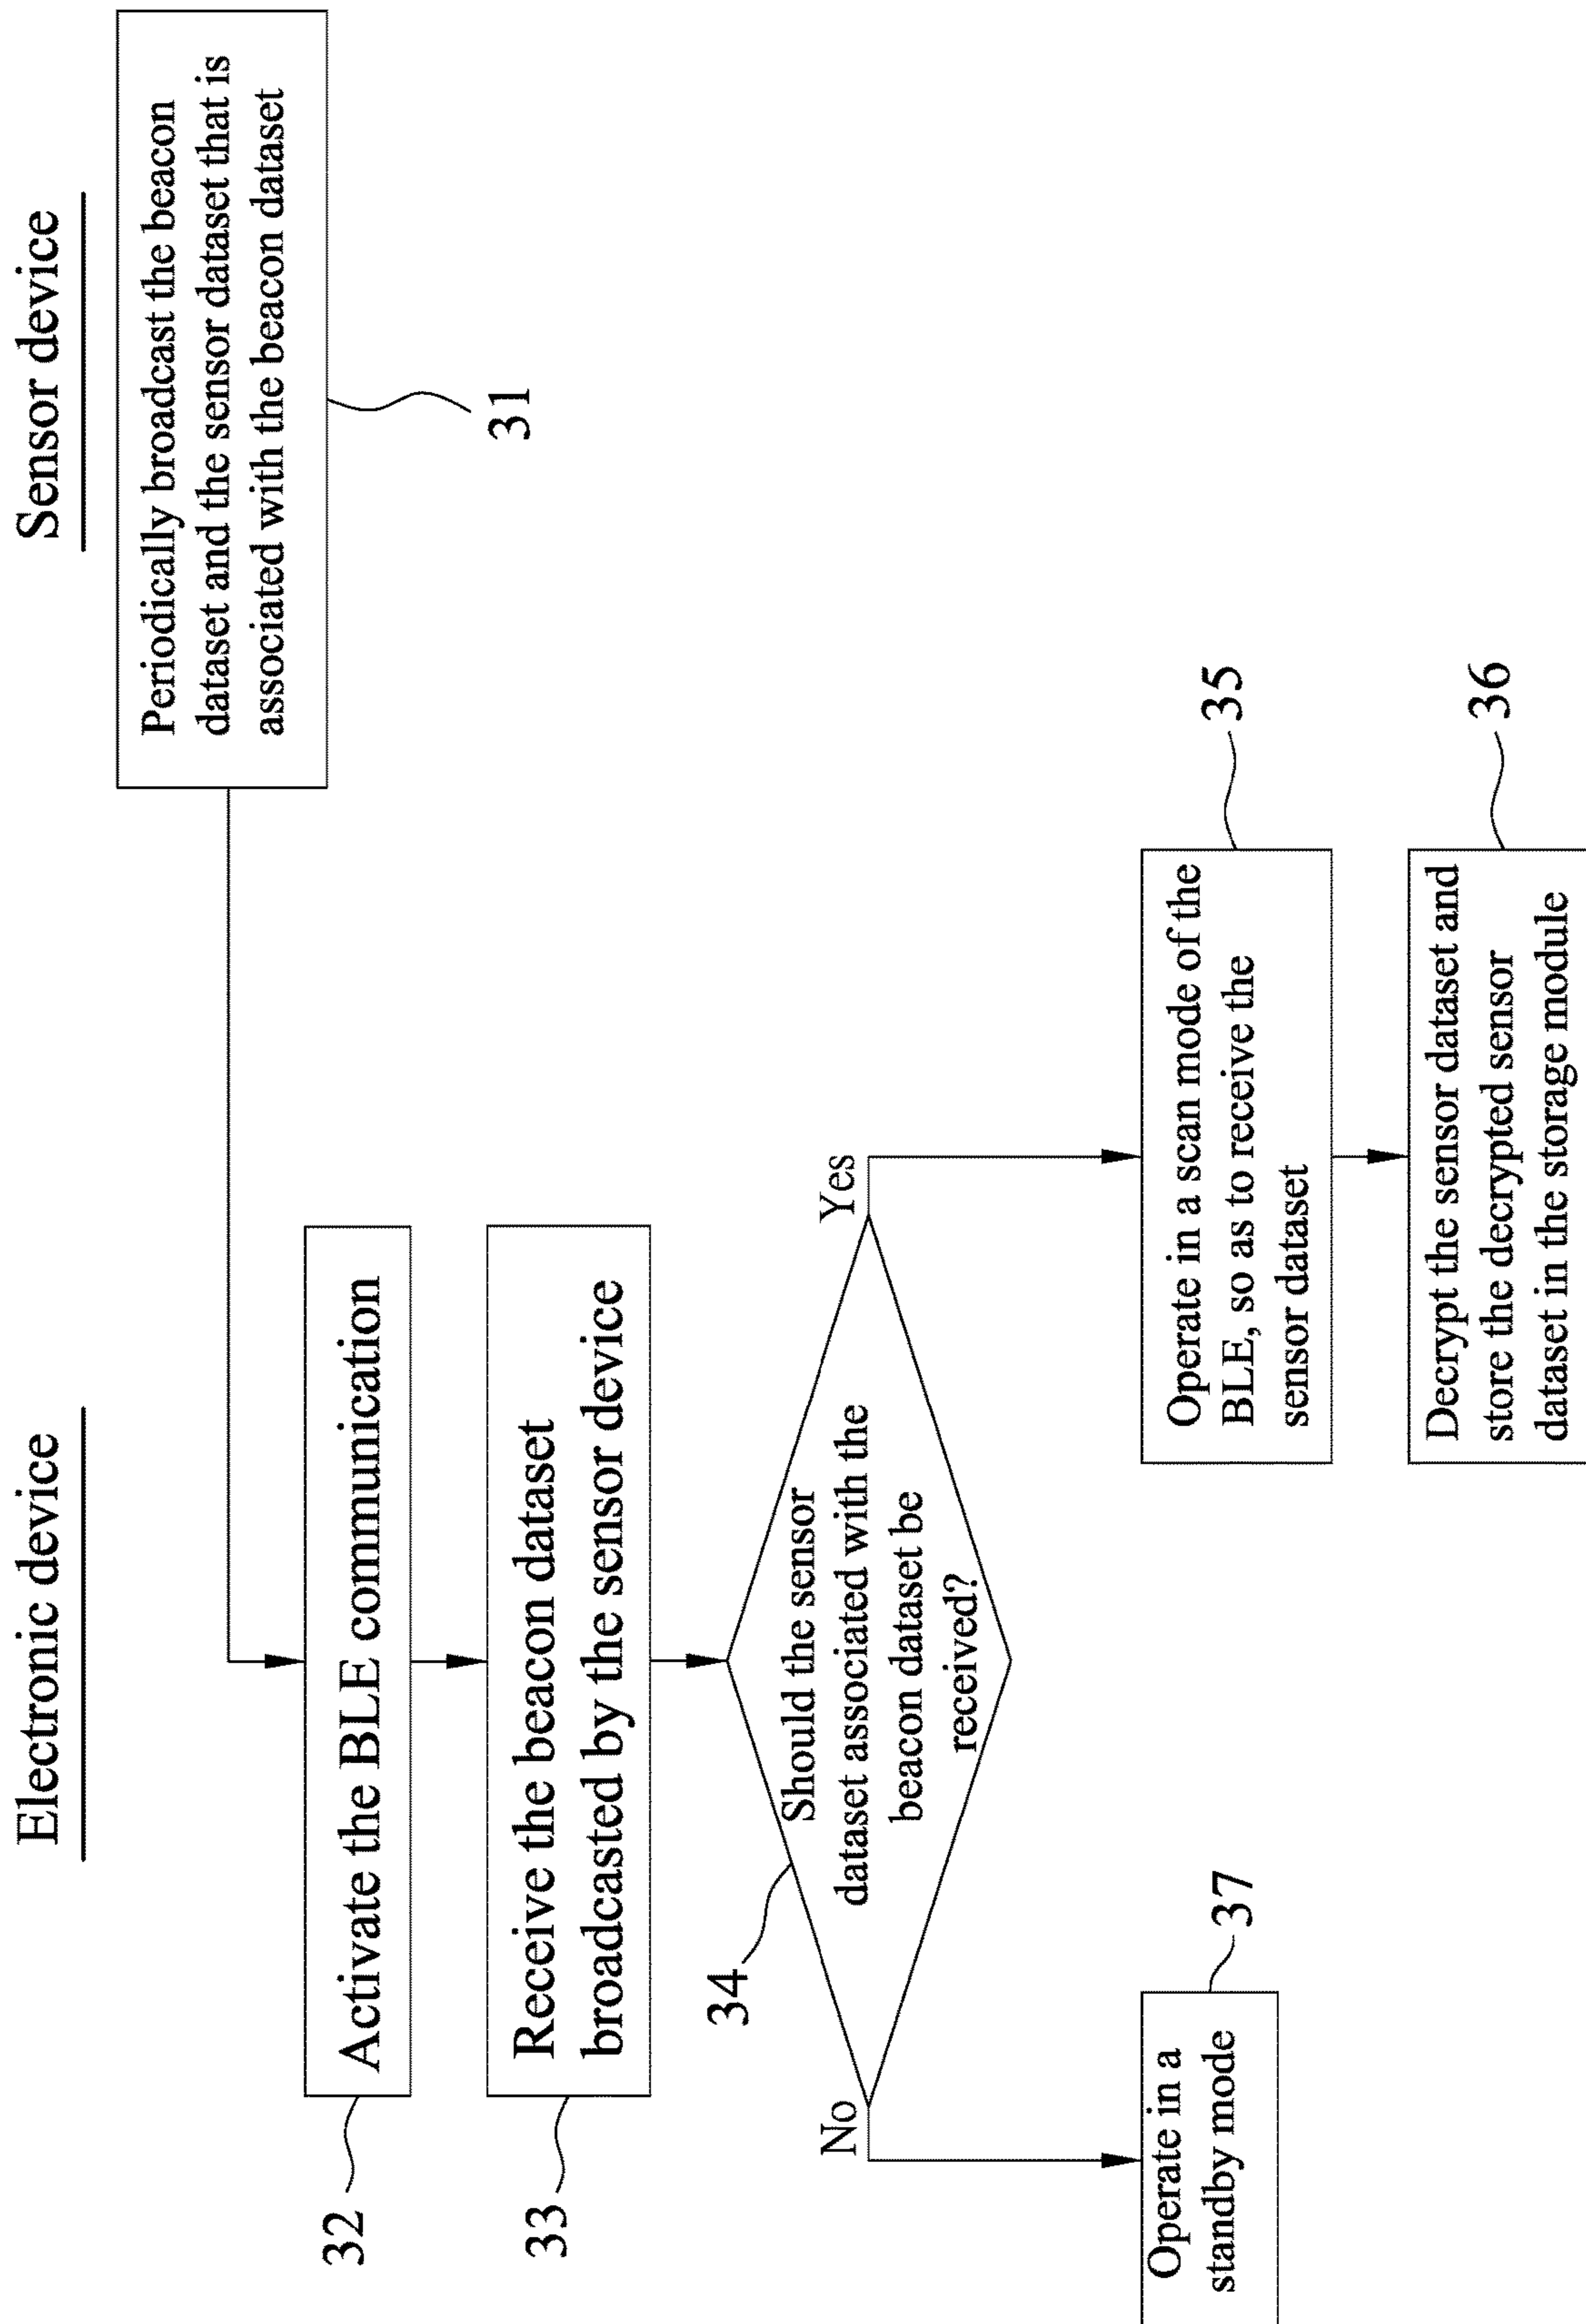 Electronic device
Sensor device
Periodically broadcast the beacon
dataset and the sensor dataset that is
associated with the beacon dataset
31
Activate the BLE communication
32
Receive the beacon dataset
broadcasted by the sensor device
33
Should the sensor
dataset associated with the
beacon dataset be
received?
34
No
Yes
Operate in a
standby mode
37
Operate in a scan mode of the
BLE, so as to receive the
sensor dataset
35
Decrypt the sensor dataset and
store the decrypted sensor
dataset in the storage module
36